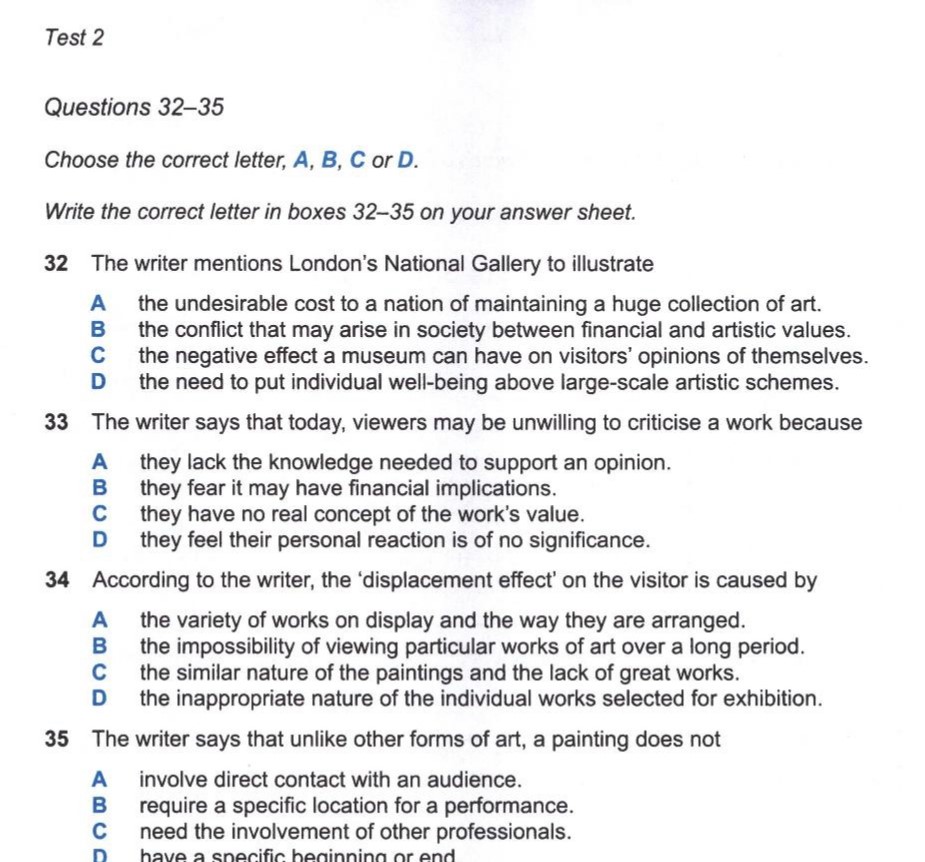 Test 2
Questions 32–35
Choose the correct letter, A, B, C or D.
Write the correct letter in boxes 32–35 on your answer sheet.
32 The writer mentions London's National Gallery to illustrate
A the undesirable cost to a nation of maintaining a huge collection of art.
B the conflict that may arise in society between financial and artistic values.
C the negative effect a museum can have on visitors' opinions of themselves.
D the need to put individual well-being above large-scale artistic schemes.
33 The writer says that today, viewers may be unwilling to criticise a work because
A they lack the knowledge needed to support an opinion.
B they fear it may have financial implications.
C they have no real concept of the work's value.
D they feel their personal reaction is of no significance.
34 According to the writer, the 'displacement effect' on the visitor is caused by
A the variety of works on display and the way they are arranged.
B the impossibility of viewing particular works of art over a long period.
C the similar nature of the paintings and the lack of great works.
D the inappropriate nature of the individual works selected for exhibition.
35 The writer says that unlike other forms of art, a painting does not
A involve direct contact with an audience.
B require a specific location for a performance.
C need the involvement of other professionals.
D have a specific beginning or end.